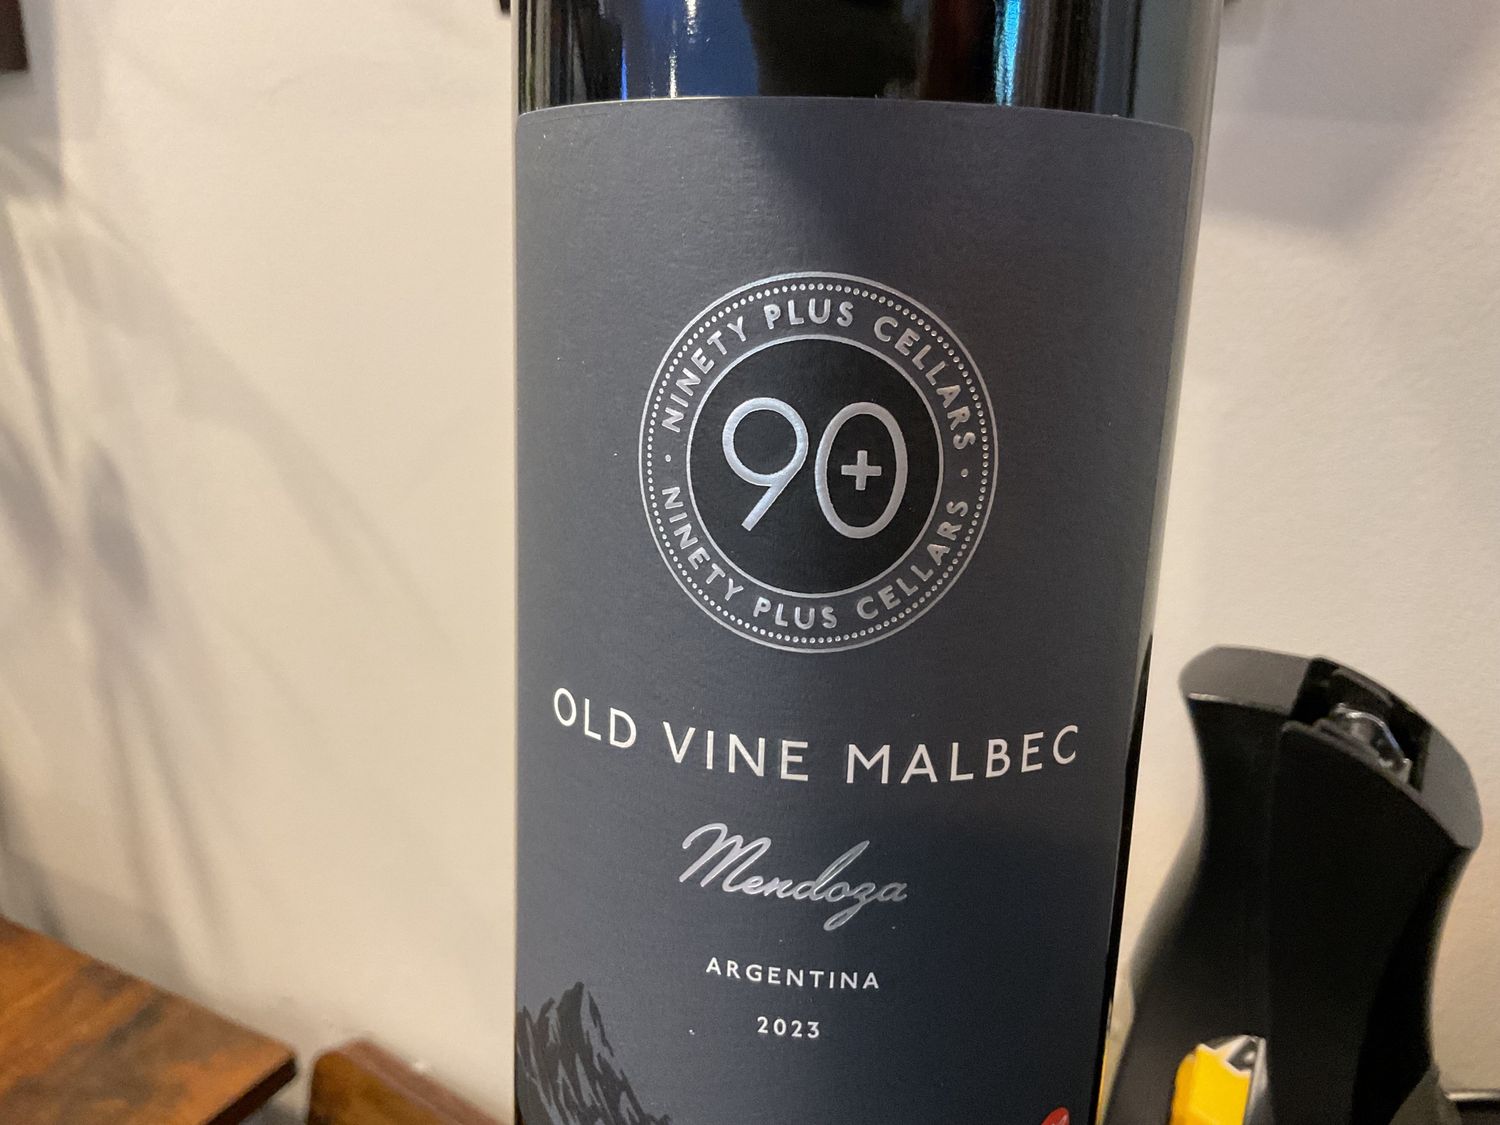 NINETY PLUS CELLARS
90+
NINETY PLUS CELLARS
OLD VINE MALBEC
Mendoza
ARGENTINA
2023